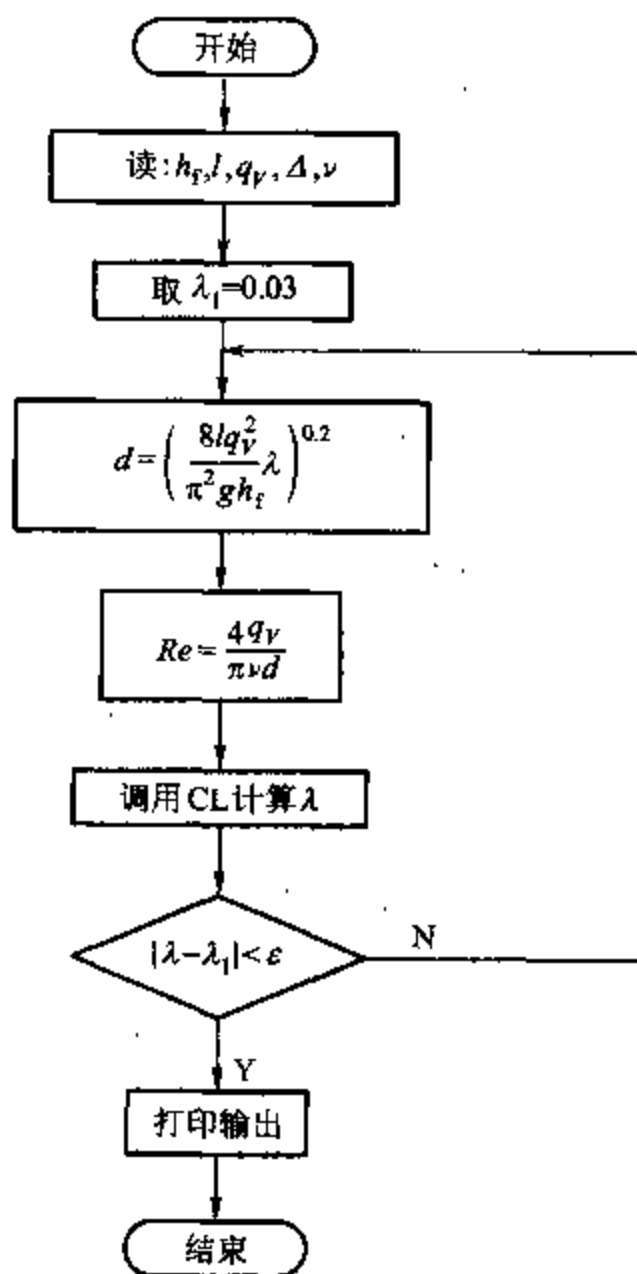 开始
读:h_f,l,q_V,Δ,ν
取 λ_1=0.03
d=(8lq_V^2/π^2gh_f λ)^0.2
Re=4q_V/πνd
调用CL计算λ
|λ-λ_1|<ε
N
Y
打印输出
结束